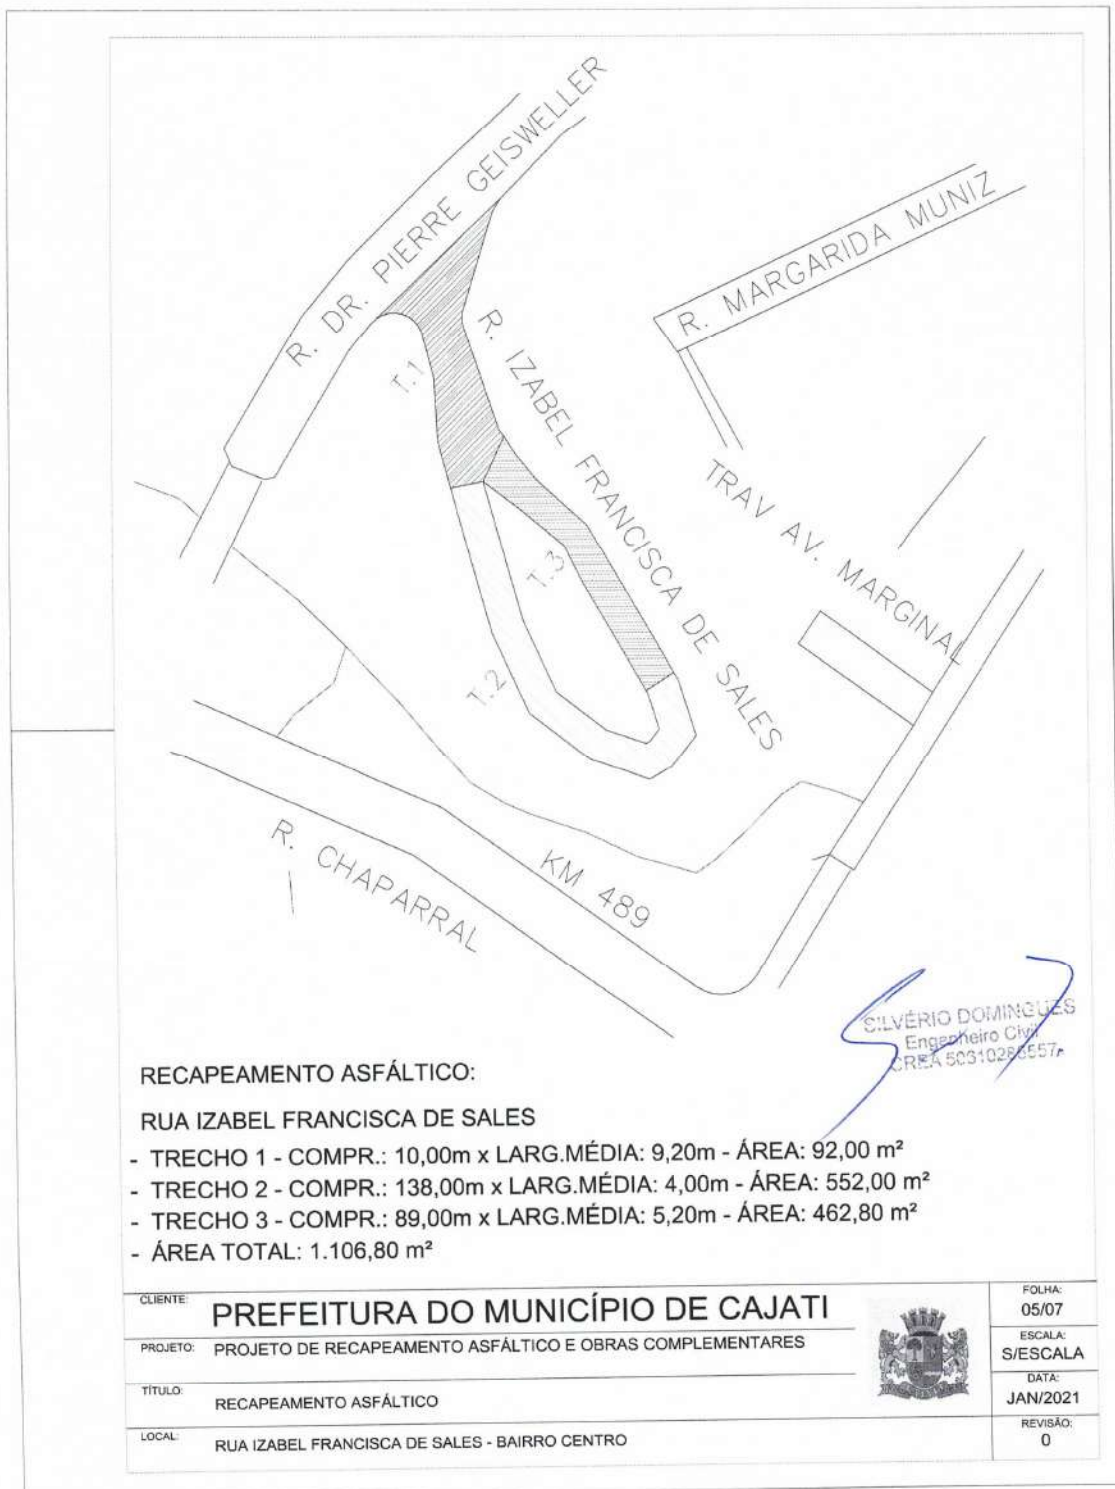 R. DR. PIERRE GEISWELLER
R. MARGARIDA MUNIZ
R. IZABEL FRANCISCA DE SALES
T.1
TRAV AV. MARGINAL
T.3
T.2
R. CHAPARRAL
KM 489
SILVÉRIO DOMINGUES
Engenheiro Civil
CREA
RECAPEAMENTO ASFÁLTICO:
RUA IZABEL FRANCISCA DE SALES
- TRECHO 1 - COMPR.: 10,00m x LARG.MÉDIA: 9,20m - ÁREA: 92,00 m²
- TRECHO 2 - COMPR.: 138,00m x LARG.MÉDIA: 4,00m - ÁREA: 552,00 m²
- TRECHO 3 - COMPR.: 89,00m x LARG.MÉDIA: 5,20m - ÁREA: 462,80 m²
- ÁREA TOTAL: 1.106,80 m²
CLIENTE: PREFEITURA DO MUNICÍPIO DE CAJATI
PROJETO: PROJETO DE RECAPEAMENTO ASFÁLTICO E OBRAS COMPLEMENTARES
TÍTULO: RECAPEAMENTO ASFÁLTICO
LOCAL: RUA IZABEL FRANCISCA DE SALES - BAIRRO CENTRO
FOLHA:
05/07
ESCALA:
S/ESCALA
DATA:
JAN/2021
REVISÃO:
0